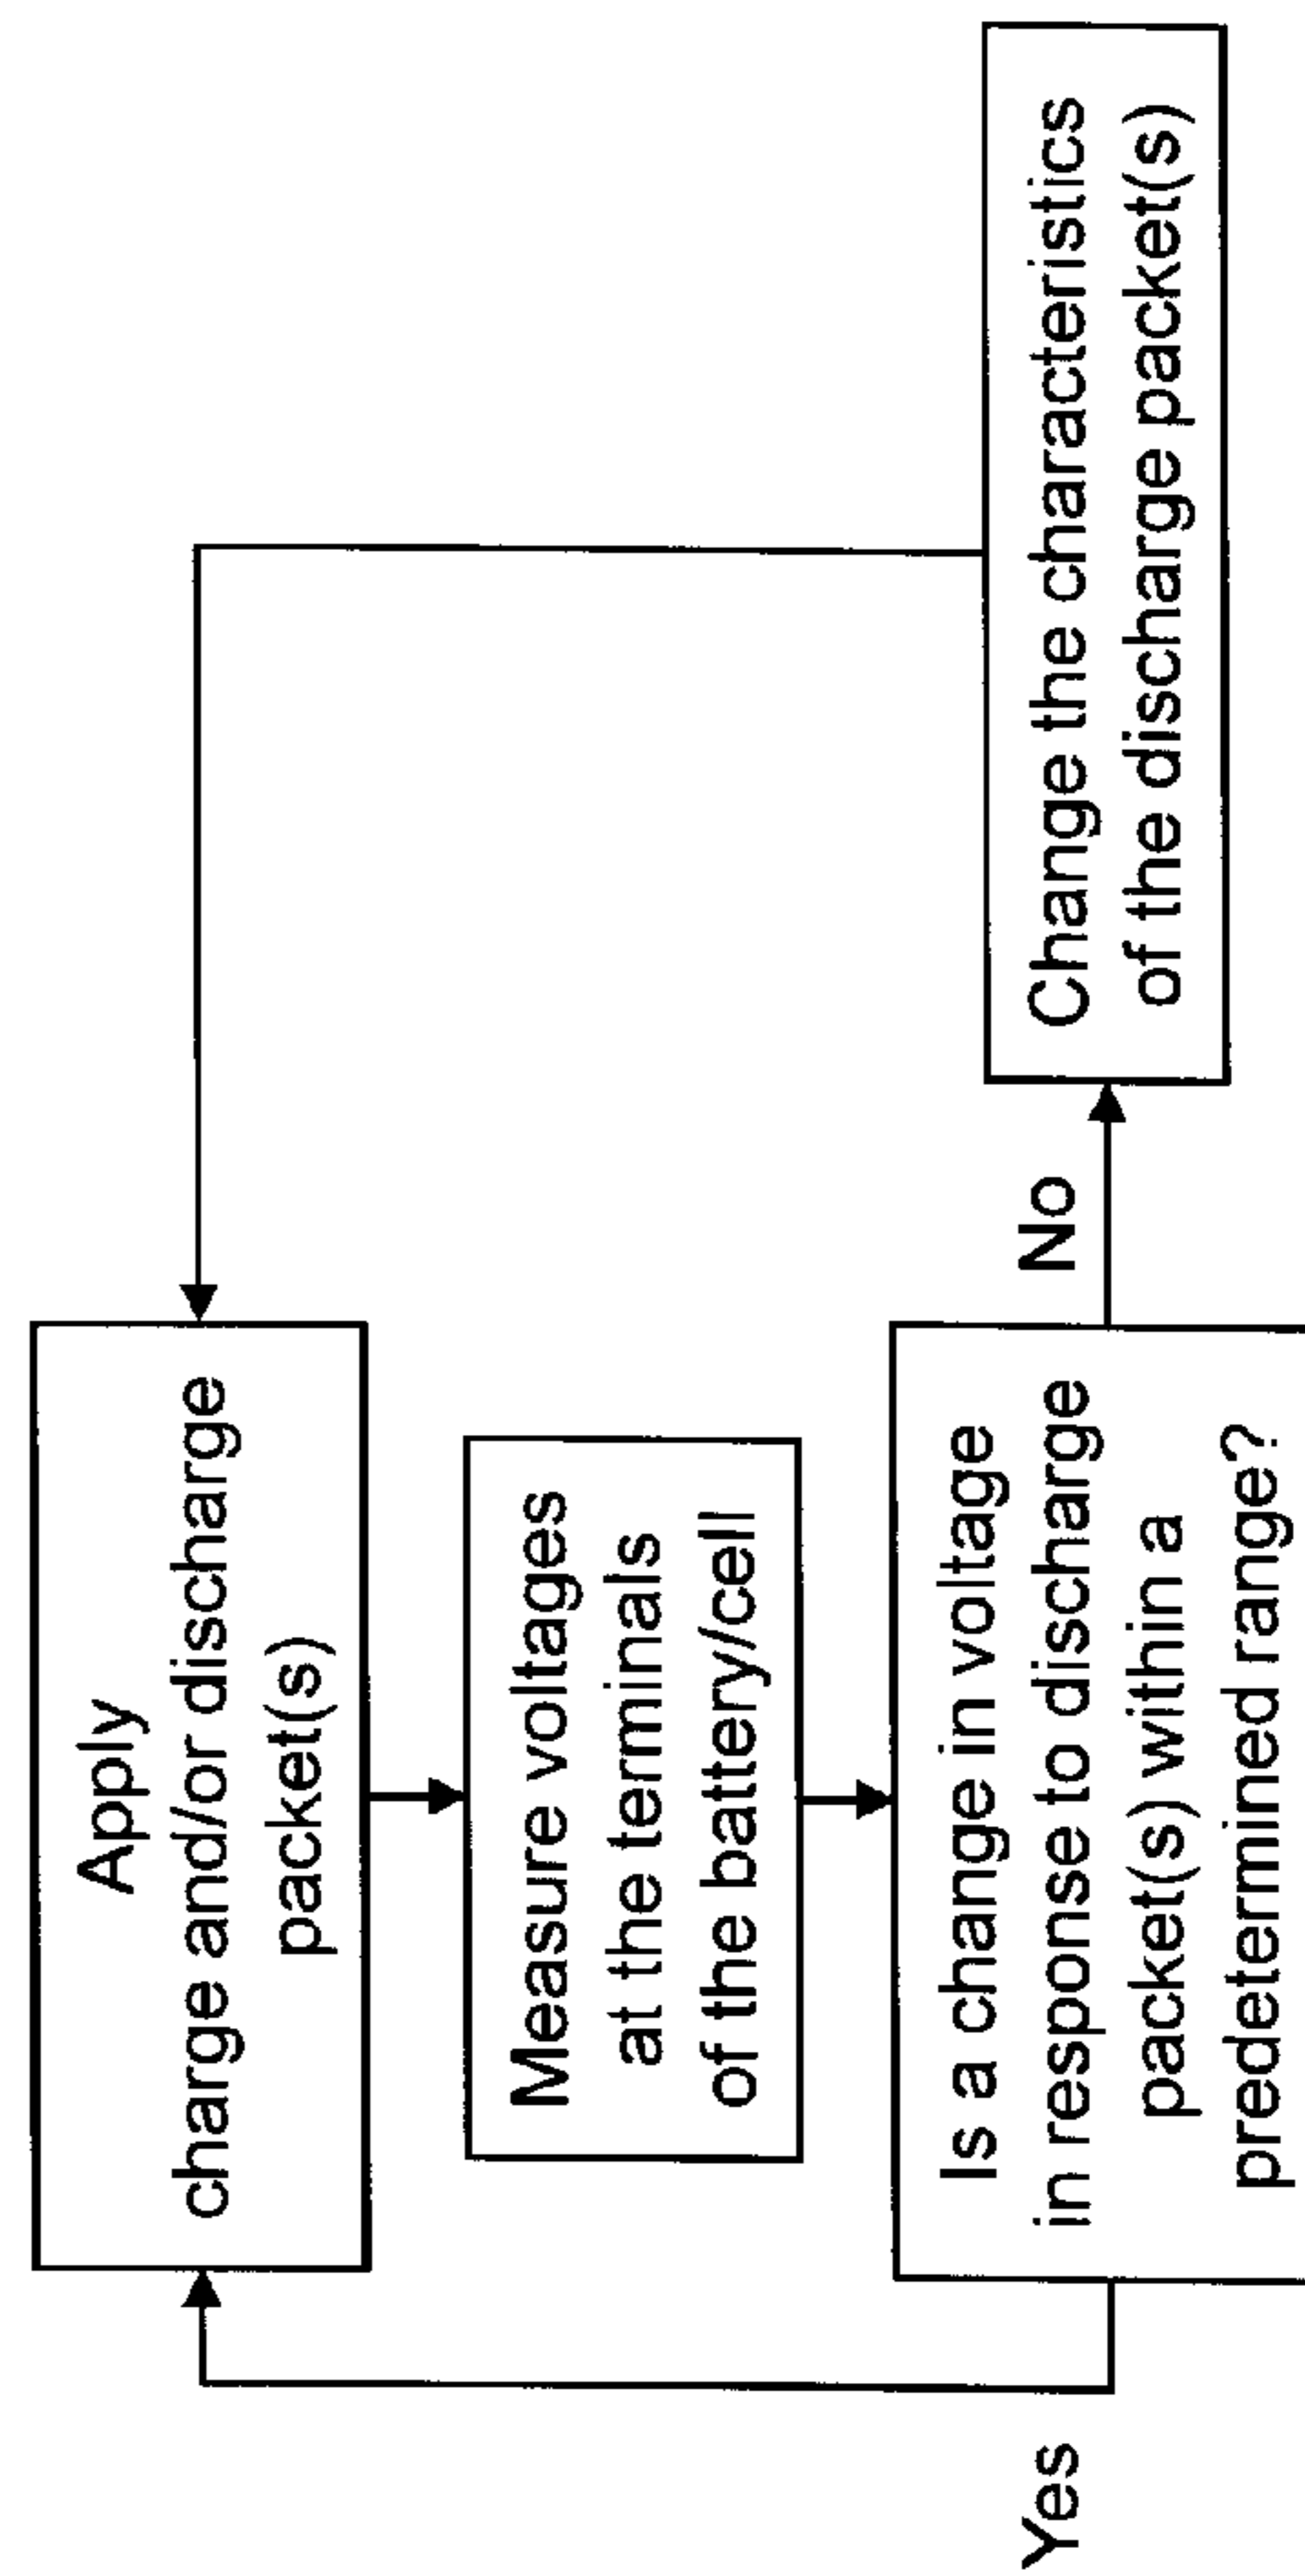 Apply
charge and/or discharge
packet(s)
Measure voltages
at the terminals
of the battery/cell
Is a change in voltage
in response to discharge
packet(s) within a
predetermined range?
Yes
No
Change the characteristics
of the discharge packet(s)